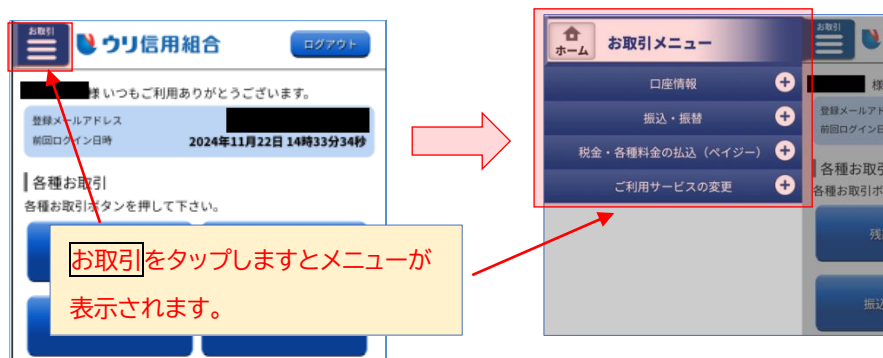 お取引
ウリ信用組合
ログアウト
様 いつもご利用ありがとうございます。
登録メールアドレス
前回ログイン日時
2024年11月22日 14時33分34秒
各種お取引
各種お取引ボタンを押して下さい。
お取引をタップしますとメニューが
表示されます。
ホーム
お取引メニュー
口座情報
振込・振替
税金・各種料金の払込（ペイジー）
ご利用サービスの変更
お取引
様
登録メールアド
前回ログイン日
各種お取引
各種お取引ボ
残
振込